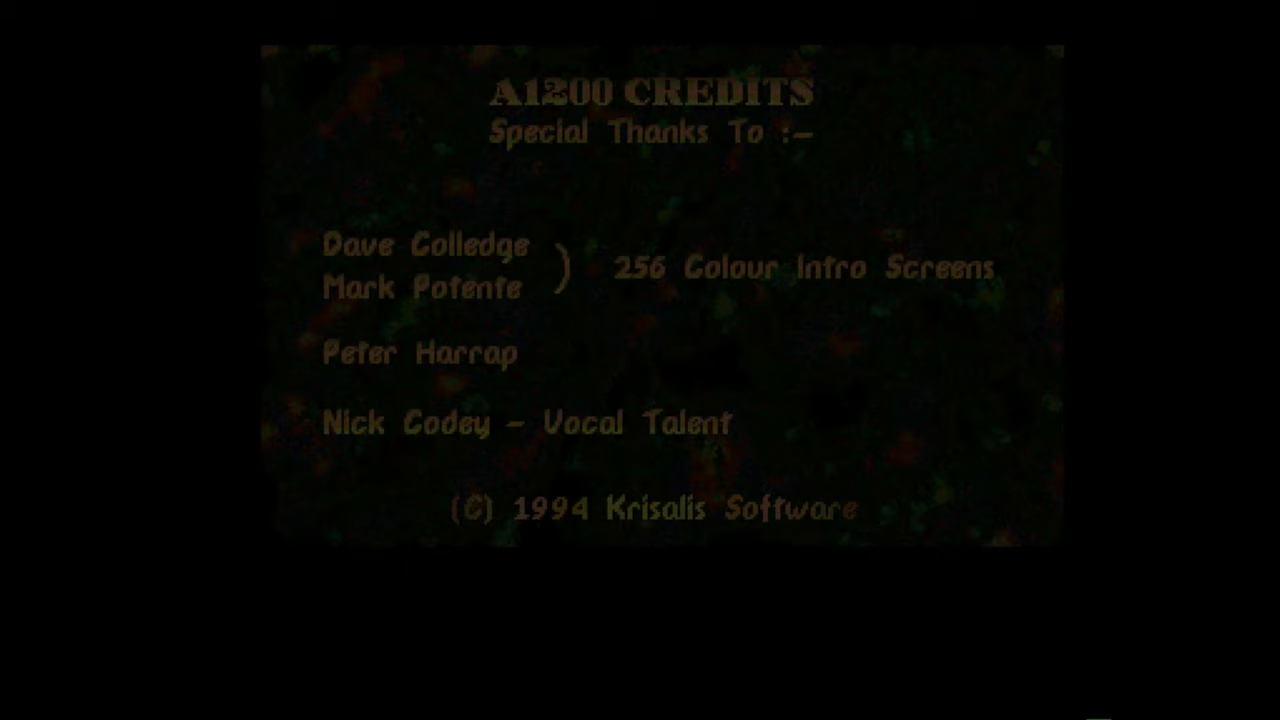 A1200 CREDITS
Special Thanks To :-
Dave Colledge
Mark Potente
) 256 Colour Intro Screens
Peter Harrap
Nick Codey - Vocal Talent
(C) 1994 Krisalis Software